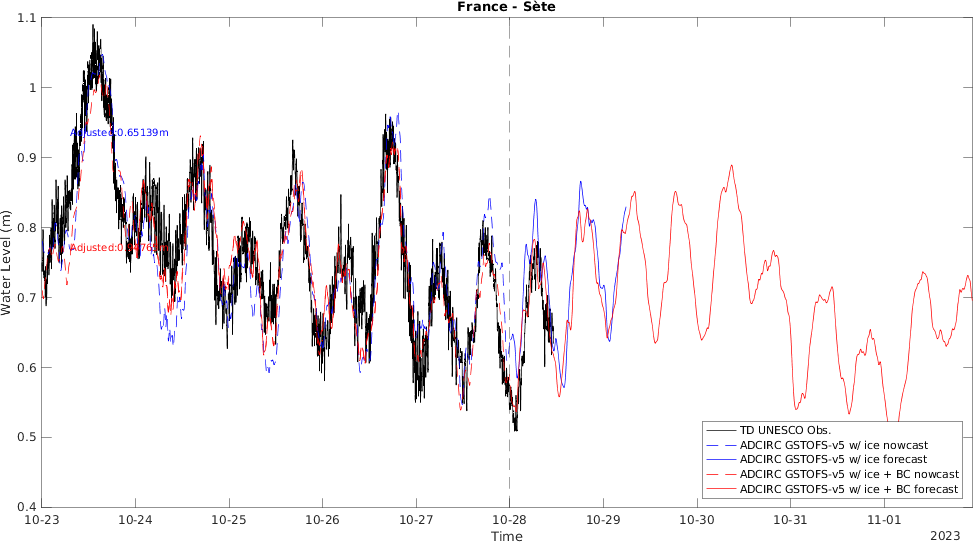 France - Sète
1.1
1
0.9
0.8
0.7
0.6
0.5
0.4
Water Level (m)
Adjusted:0.65139m
10-23
10-24
10-25
10-26
10-27
10-28
10-29
10-30
10-31
11-01
Time
2023
TD UNESCO Obs.
ADCIRC GSTOFS-v5 w/ ice nowcast
ADCIRC GSTOFS-v5 w/ ice forecast
ADCIRC GSTOFS-v5 w/ ice + BC nowcast
ADCIRC GSTOFS-v5 w/ ice + BC forecast